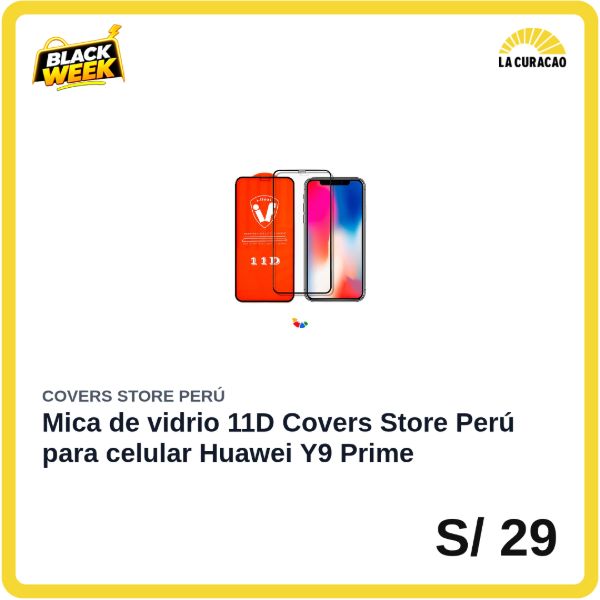 BLACK
WEEK
LA CURACAO
11D
COVERS STORE PERÚ
Mica de vidrio 11D Covers Store Perú
para celular Huawei Y9 Prime
S/ 29